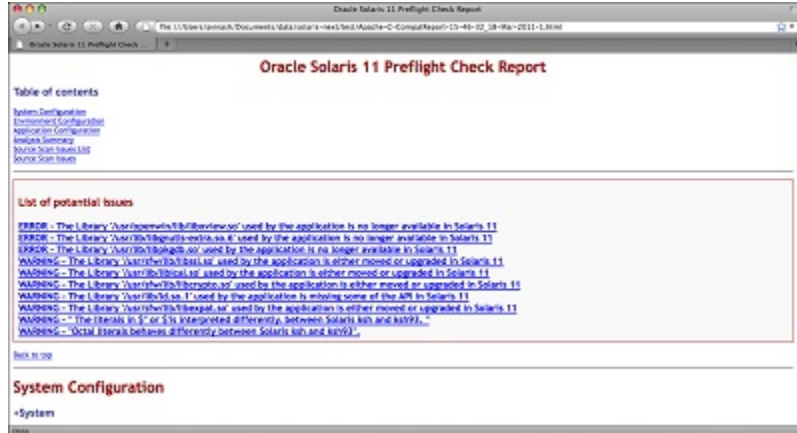 Oracle Solaris 11 Preflight Check Report
Oracle Solaris 11 Preflight Check ...
Oracle Solaris 11 Preflight Check Report
Table of contents
System Configuration
Environment Configuration
Application Configuration
Analysis Summary
Source Scan Issues List
Source Scan Issues
List of potantial issues
ERROR - The Library '/usr/openwin/lib/libxview.so' used by the application is no longer available in Solaris 11
ERROR - The Library '/usr/lib/libgnutls-extra.so.' used by the application is no longer available in Solaris 11
ERROR - The Library '/usr/lib/libpkgdb.so' used by the application is no longer available in Solaris 11
WARNING - The Library '/usr/sfw/lib/libssl.so' used by the application is either moved or upgraded in Solaris 11
WARNING - The Library '/usr/lib/libical.so' used by the application is either moved or upgraded in Solaris 11
WARNING - The Library '/usr/sfw/lib/libcrypto.so' used by the application is either moved or upgraded in Solaris 11
WARNING - The Library '/usr/lib/ld.so.1' used by the application is missing some of the API in Solaris 11
WARNING - The Library '/usr/sfw/lib/libexpat.so' used by the application is either moved or upgraded in Solaris 11
WARNING - " The literals in $" or $'is interpreted differently, between Solaris ksh and ksh93. "
WARNING - "Octal literals behaves differently between Solaris ksh and ksh93".
Back to top
System Configuration
+System
Done